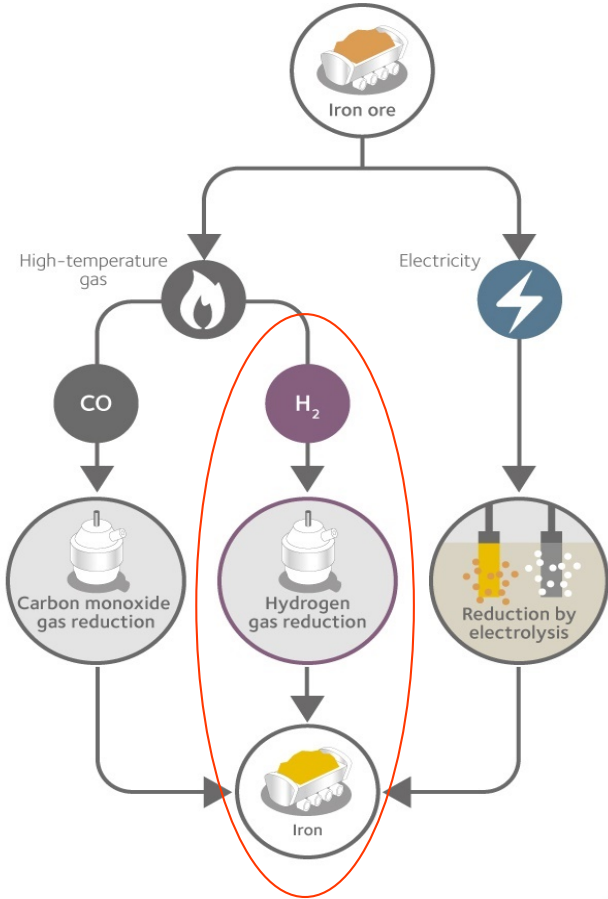 Iron ore
High-temperature
gas
Electricity
CO
H₂
Carbon monoxide
gas reduction
Hydrogen
gas reduction
Reduction by
electrolysis
Iron